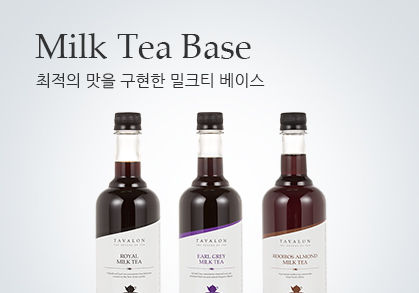 Milk Tea Base
최적의 맛을 구현한 밀크티 베이스
TAVALON
ROYAL
MILK TEA
TAVALON
EARL GREY
MILK TEA
TAVALON
ROOIBOS ALMOND
MILK TEA